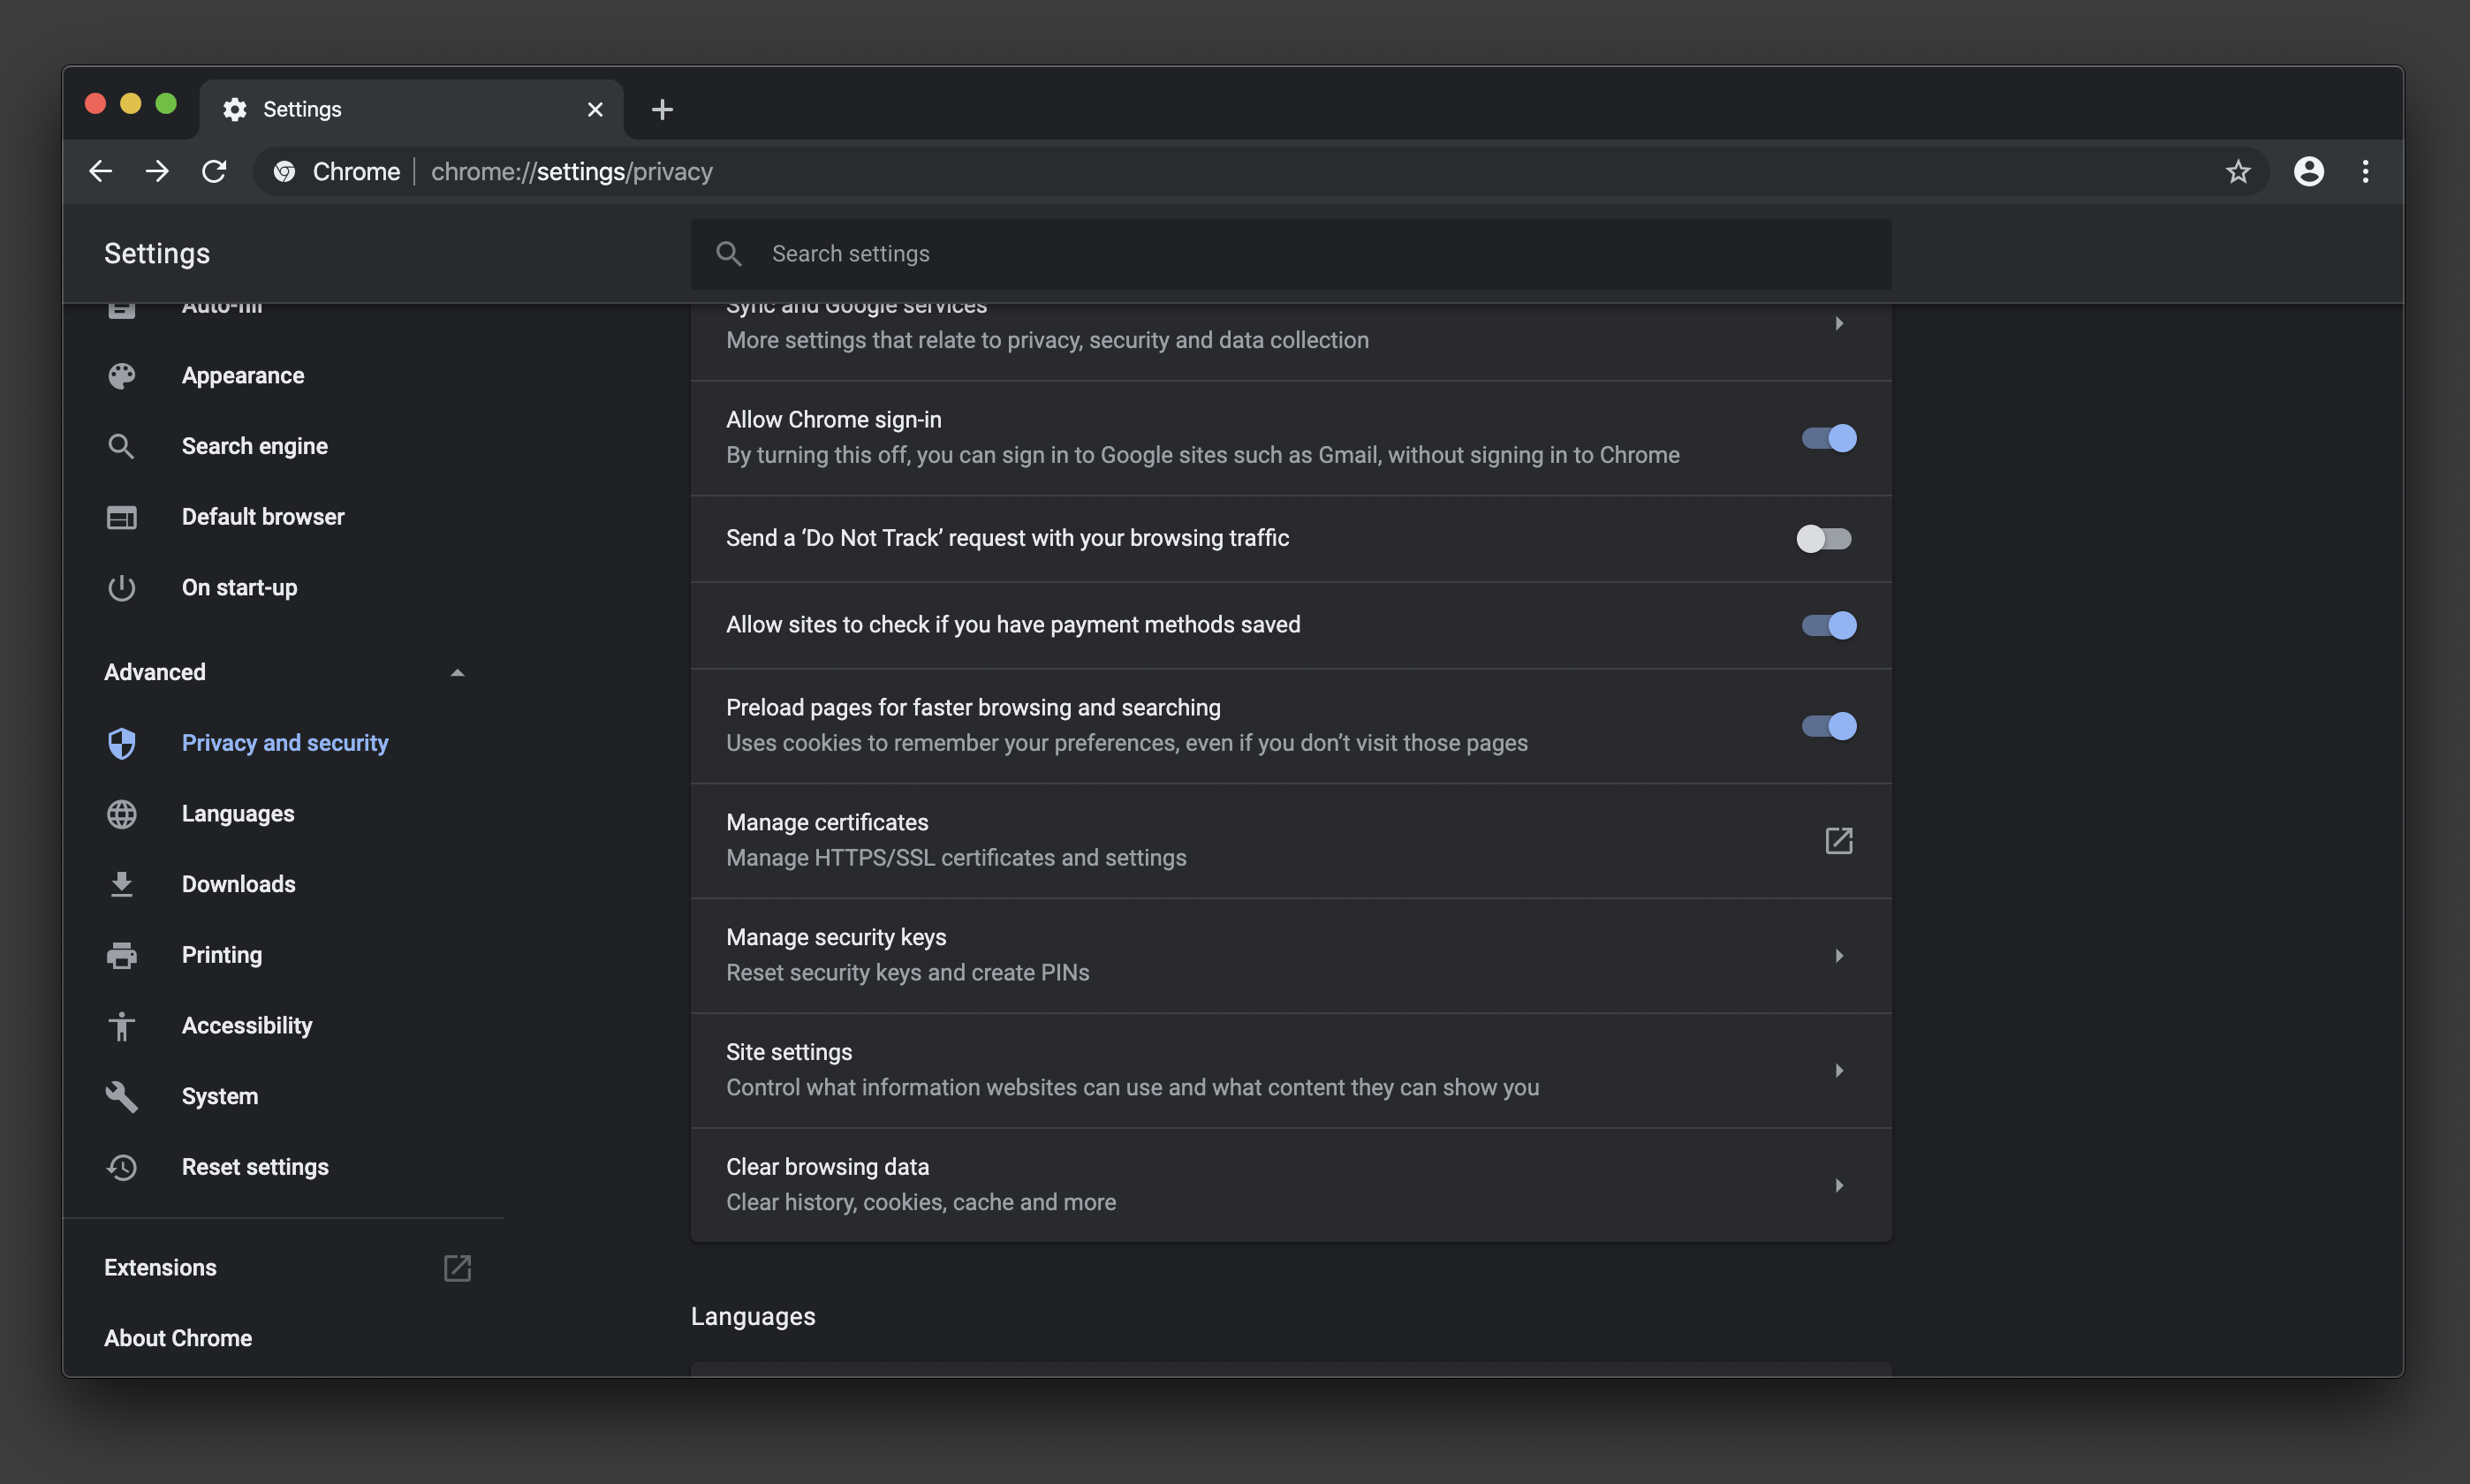 Settings
Chrome
chrome://settings/privacy
Settings
Search settings
Auto-fill
Appearance
Search engine
Default browser
On start-up
Advanced
Privacy and security
Languages
Downloads
Printing
Accessibility
System
Reset settings
Extensions
About Chrome
Sync and Google services
More settings that relate to privacy, security and data collection
Allow Chrome sign-in
By turning this off, you can sign in to Google sites such as Gmail, without signing in to Chrome
Send a ‘Do Not Track’ request with your browsing traffic
Allow sites to check if you have payment methods saved
Preload pages for faster browsing and searching
Uses cookies to remember your preferences, even if you don’t visit those pages
Manage certificates
Manage HTTPS/SSL certificates and settings
Manage security keys
Reset security keys and create PINs
Site settings
Control what information websites can use and what content they can show you
Clear browsing data
Clear history, cookies, cache and more
Languages